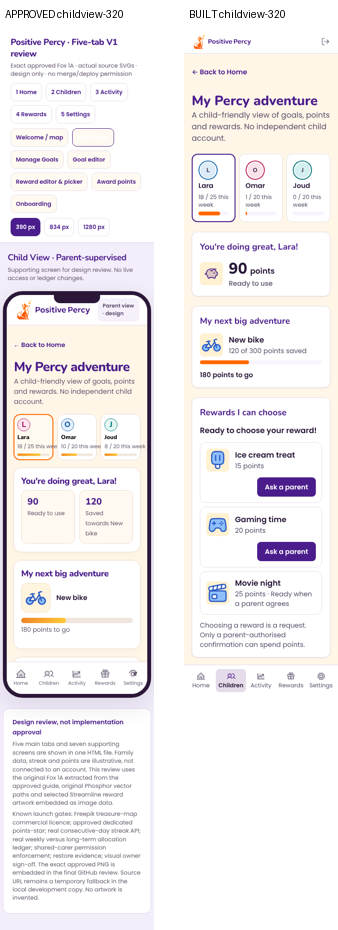 APPROVED childview-320
Positive Percy · Five-tab V1
review
Exact approved Fox 1A · actual source SVGs ·
design only · no merge/deploy permission
1 Home
2 Children
3 Activity
4 Rewards
5 Settings
Welcome / map
Manage Goals
Goal editor
Reward editor & picker
Award points
Onboarding
390 px
834 px
1280 px
Child View · Parent-supervised
Supporting screen for design review. No live
access or ledger changes.
Positive Percy
Parent view
· design
← Back to Home
My Percy adventure
A child-friendly view of goals, points
and rewards. No independent child
account.
L
Lara
18 / 25 this week
O
Omar
10 / 20 this week
J
Joud
8 / 20 this week
You're doing great, Lara!
90
Ready to use
120
Saved
towards New
bike
My next big adventure
New bike
180 points to go
Home
Children
Activity
Rewards
Settings
Design review, not implementation
approval
Five main tabs and seven supporting
screens are shown in one HTML file. Family
data, streak and points are illustrative, not
connected to an account. This review uses
the original Fox 1A extracted from the
approved guide, original Phosphor vector
paths and selected Streamline reward
artwork embedded as image data.
Known launch gates: Freepik treasure-map
commercial licence; approved dedicated
points-star; real consecutive-day streak API;
real weekly versus long-term allocation
ledger; shared-carer permission
enforcement; restore evidence; visual owner
sign-off. The exact approved PNG is
embedded in the final GitHub review. Source
URL remains a temporary fallback in the
local development copy. No artwork is
invented.
BUILT childview-320
Positive Percy
← Back to Home
My Percy adventure
A child-friendly view of goals, points
and rewards. No independent child
account.
L
Lara
18 / 25 this
week
O
Omar
1 / 20 this
week
J
Joud
0 / 20 this
week
You're doing great, Lara!
90 points
Ready to use
My next big adventure
New bike
120 of 300 points saved
180 points to go
Rewards I can choose
Ready to choose your reward!
Ice cream treat
15 points
Ask a parent
Gaming time
20 points
Ask a parent
Movie night
25 points · Ready when
a parent agrees
Choosing a reward is a request.
Only a parent-authorised
confirmation can spend points.
Home
Children
Activity
Rewards
Settings